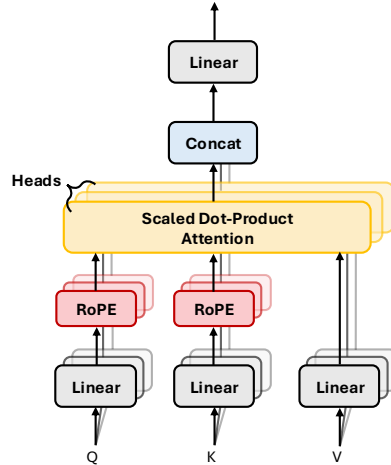 Linear
Concat
Heads
Scaled Dot-Product
Attention
RoPE
RoPE
Linear
Linear
Linear
Q
K
V